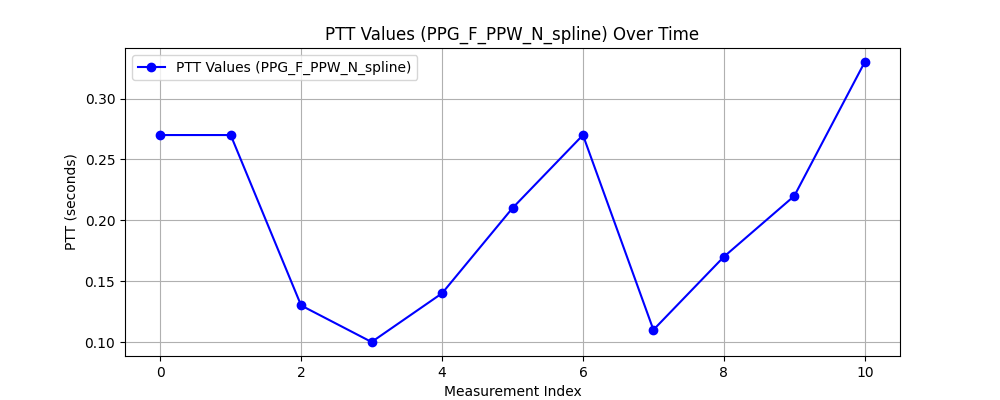 PTT Values (PPG_F_PPW_N_spline) Over Time
PTT Values (PPG_F_PPW_N_spline)
PTT (seconds)
0.30
0.25
0.20
0.15
0.10
0 2 4 6 8 10
Measurement Index